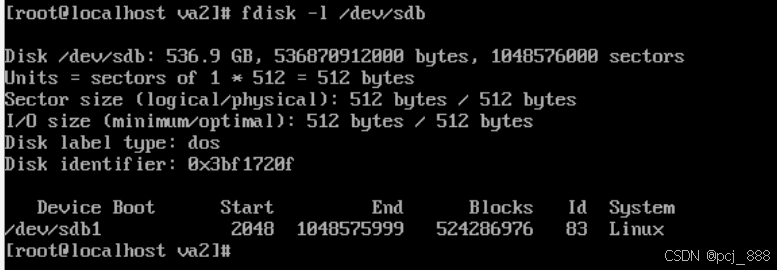 [root@localhost va2]# fdisk -l /dev/sdb
Disk /dev/sdb: 536.9 GB, 536870912000 bytes, 1048576000 sectors
Units = sectors of 1 * 512 = 512 bytes
Sector size (logical/physical): 512 bytes / 512 bytes
I/O size (minimum/optimal): 512 bytes / 512 bytes
Disk label type: dos
Disk identifier: 0x3bf1720f
Device Boot Start End Blocks Id System
/dev/sdb1 2048 1048575999 524286976 83 Linux
[root@localhost va2]#
CSDN @pcj_888